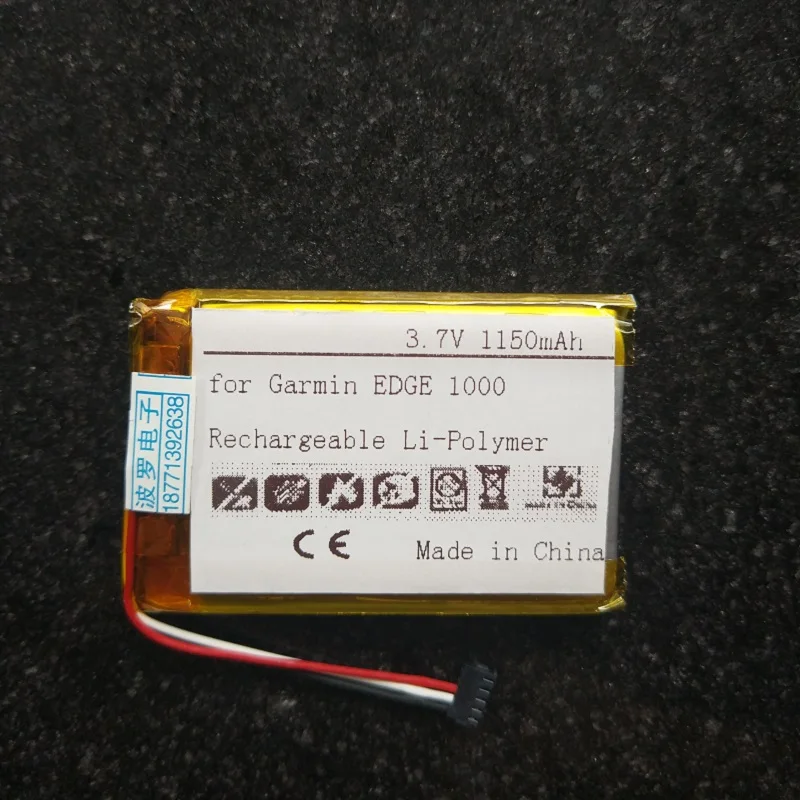 3.7V 1150mAh
for Garmin EDGE 1000
Rechargeable Li-Polymer
CE
Made in China
波罗电子
18771392638